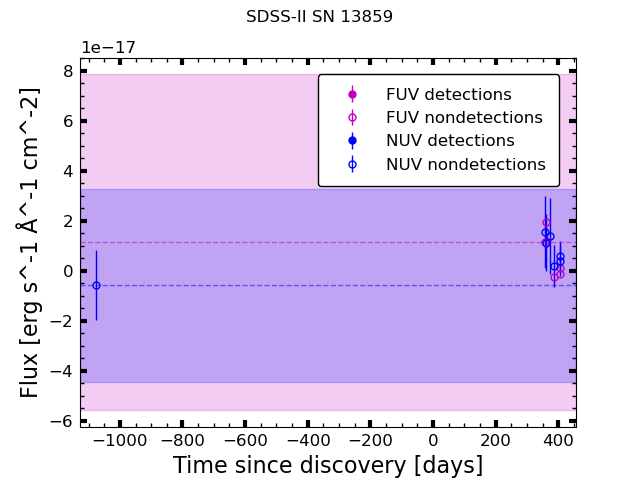 SDSS-II SN 13859
1e−17
8
6
4
2
0
−2
−4
−6
Flux [erg s^-1 Å^-1 cm^-2]
FUV detections
FUV nondetections
NUV detections
NUV nondetections
−1000 −800 −600 −400 −200 0 200 400
Time since discovery [days]